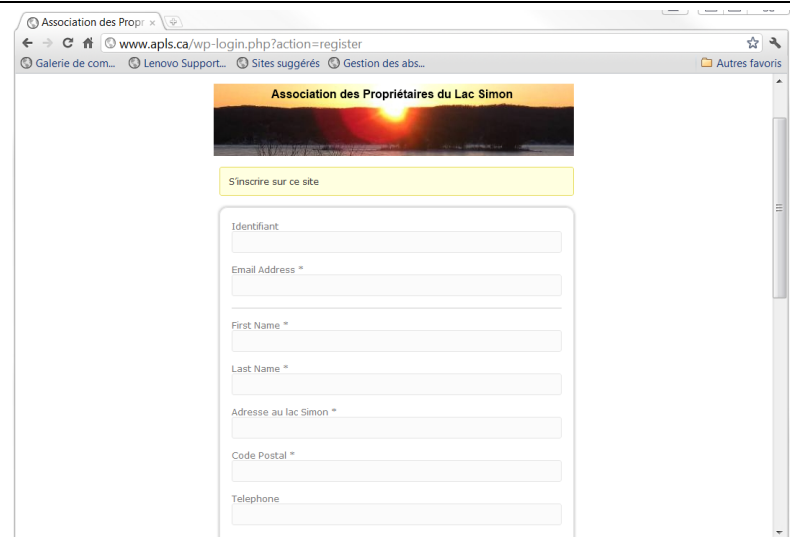 Association des Propr
www.apls.ca/wp-login.php?action=register
Galerie de com... Lenovo Support... Sites suggérés Gestion des abs... Autres favoris
Association des Propriétaires du Lac Simon
S'inscrire sur ce site
Identifiant
Email Address *
First Name *
Last Name *
Adresse au lac Simon *
Code Postal *
Telephone